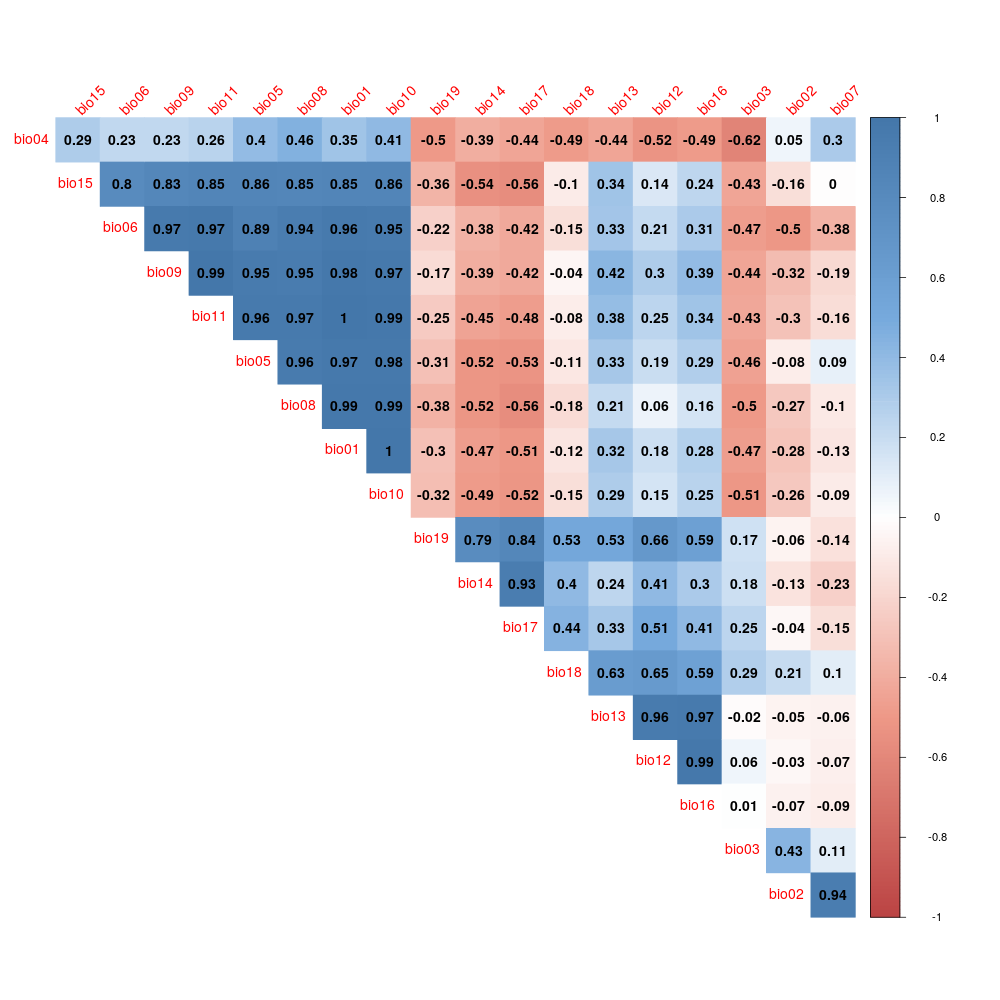 bio15 bio06 bio09 bio11 bio05 bio08 bio01 bio10 bio19 bio14 bio17 bio18 bio13 bio12 bio16 bio03 bio02 bio07
bio04 0.29 0.23 0.23 0.26 0.4 0.46 0.35 0.41 -0.5 -0.39 -0.44 -0.49 -0.44 -0.52 -0.49 -0.62 0.05 0.3
bio15 0.8 0.83 0.85 0.86 0.85 0.85 0.86 -0.36 -0.54 -0.56 -0.1 0.34 0.14 0.24 -0.43 -0.16 0
bio06 0.97 0.97 0.89 0.94 0.96 0.95 -0.22 -0.38 -0.42 -0.15 0.33 0.21 0.31 -0.47 -0.5 -0.38
bio09 0.99 0.95 0.95 0.98 0.97 -0.17 -0.39 -0.42 -0.04 0.42 0.3 0.39 -0.44 -0.32 -0.19
bio11 0.96 0.97 1 0.99 -0.25 -0.45 -0.48 -0.08 0.38 0.25 0.34 -0.43 -0.3 -0.16
bio05 0.96 0.97 0.98 -0.31 -0.52 -0.53 -0.11 0.33 0.19 0.29 -0.46 -0.08 0.09
bio08 0.99 0.99 -0.38 -0.52 -0.56 -0.18 0.21 0.06 0.16 -0.5 -0.27 -0.1
bio01 1 -0.3 -0.47 -0.51 -0.12 0.32 0.18 0.28 -0.47 -0.28 -0.13
bio10 -0.32 -0.49 -0.52 -0.15 0.29 0.15 0.25 -0.51 -0.26 -0.09
bio19 0.79 0.84 0.53 0.53 0.66 0.59 0.17 -0.06 -0.14
bio14 0.93 0.4 0.24 0.41 0.3 0.18 -0.13 -0.23
bio17 0.44 0.33 0.51 0.41 0.25 -0.04 -0.15
bio18 0.63 0.65 0.59 0.29 0.21 0.1
bio13 0.96 0.97 -0.02 -0.05 -0.06
bio12 0.99 0.06 -0.03 -0.07
bio16 0.01 -0.07 -0.09
bio03 0.43 0.11
bio02 0.94
1
0.8
0.6
0.4
0.2
0
-0.2
-0.4
-0.6
-0.8
-1